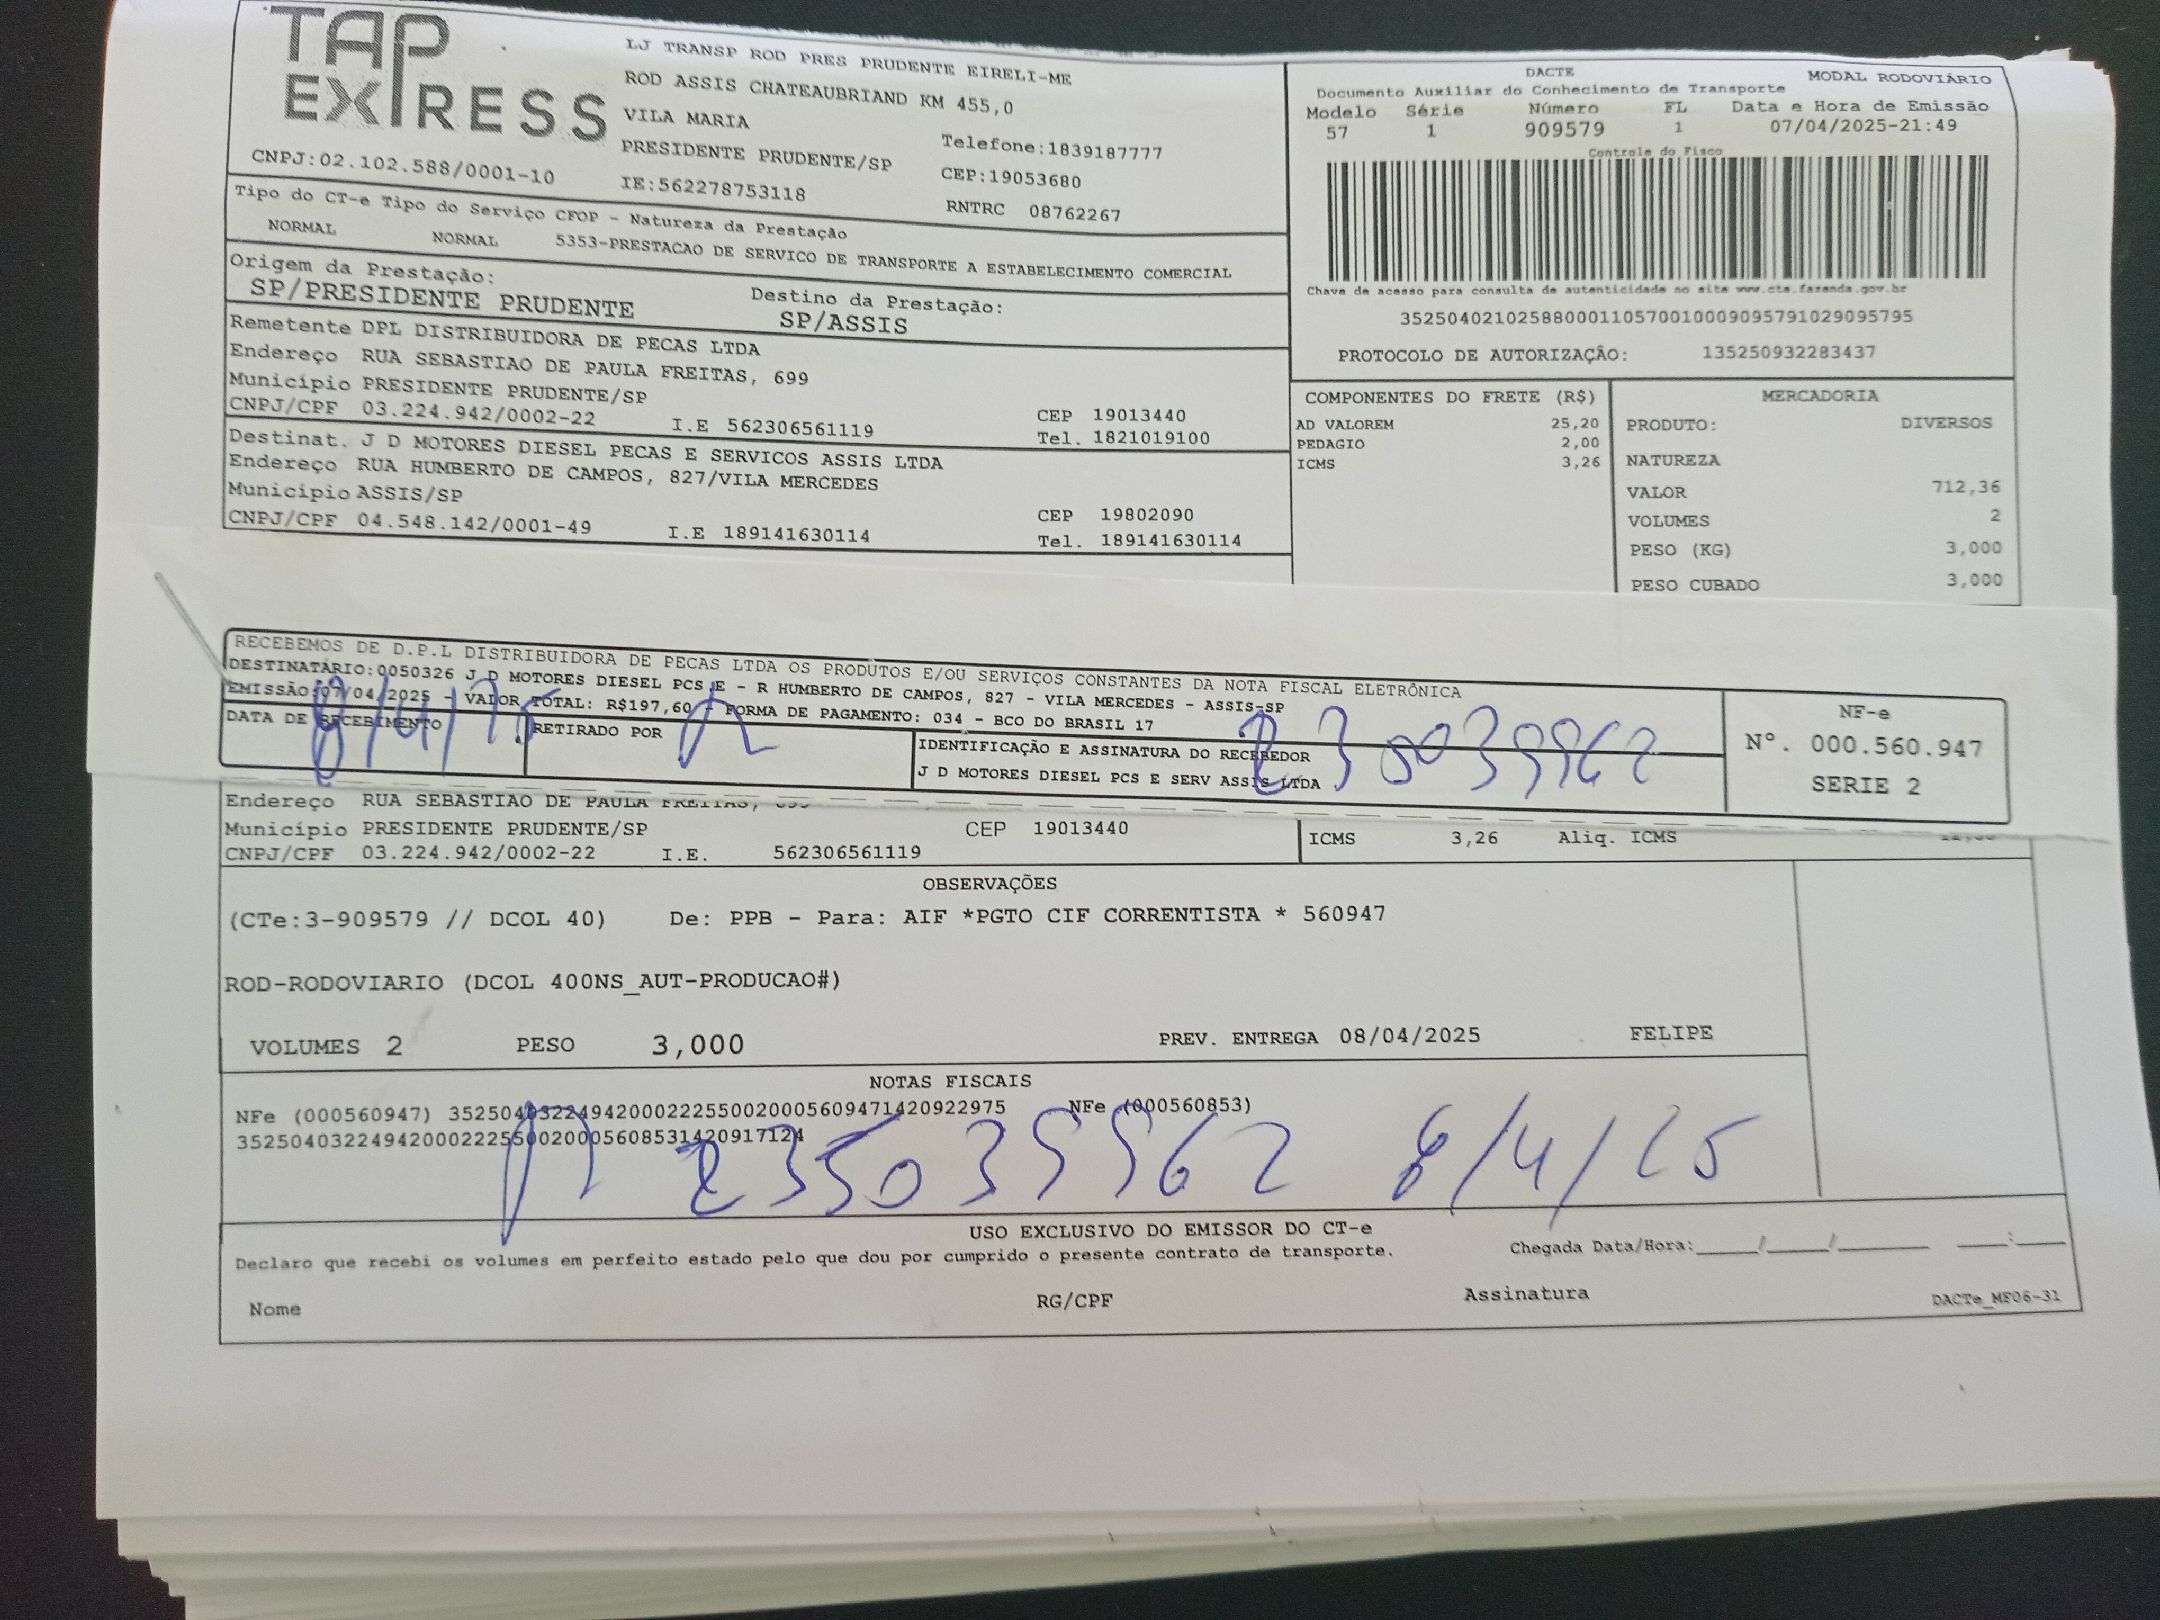 TAP EXPRESS
CNPJ:02.102.588/0001-10
LJ TRANSP ROD PRES PRUDENTE EIRELI-ME
ROD ASSIS CHATEAUBRIAND KM 455,0
VILA MARIA
PRESIDENTE PRUDENTE/SP
IE:562278753118
Telefone:1839187777
CEP:19053680
RNTRC 08762267
DACTE MODAL RODOVIÁRIO
Documento Auxiliar do Conhecimento de Transporte
Modelo Série Número FL Data e Hora de Emissão
57 1 909579 1 07/04/2025-21:49
Controle do Fisco
Chave de acesso para consulta de autenticidade no site www.cte.fazenda.gov.br
35250402102588000110570010009095791029095795
PROTOCOLO DE AUTORIZAÇÃO: 135250932283437
Tipo do CT-e Tipo do Serviço CFOP - Natureza da Prestação
NORMAL NORMAL 5353-PRESTACAO DE SERVICO DE TRANSPORTE A ESTABELECIMENTO COMERCIAL
Origem da Prestação: Destino da Prestação:
SP/PRESIDENTE PRUDENTE SP/ASSIS
Remetente DPL DISTRIBUIDORA DE PECAS LTDA
Endereço RUA SEBASTIAO DE PAULA FREITAS, 699
Município PRESIDENTE PRUDENTE/SP CEP 19013440
CNPJ/CPF 03.224.942/0002-22 I.E 562306561119 Tel. 1821019100
Destinat. J D MOTORES DIESEL PECAS E SERVICOS ASSIS LTDA
Endereço RUA HUMBERTO DE CAMPOS, 827/VILA MERCEDES
Município ASSIS/SP CEP 19802090
CNPJ/CPF 04.548.142/0001-49 I.E 189141630114 Tel. 189141630114
COMPONENTES DO FRETE (R$)
AD VALOREM 25,20
PEDAGIO 2,00
ICMS 3,26
MERCADORIA
PRODUTO: DIVERSOS
NATUREZA
VALOR 712,36
VOLUMES 2
PESO (KG) 3,000
PESO CUBADO 3,000
RECEBEMOS DE D.P.L DISTRIBUIDORA DE PECAS LTDA OS PRODUTOS E/OU SERVIÇOS CONSTANTES DA NOTA FISCAL ELETRÔNICA
DESTINATÁRIO:0050326 J D MOTORES DIESEL PCS E - R HUMBERTO DE CAMPOS, 827 - VILA MERCEDES - ASSIS-SP
EMISSÃO:07/04/2025 - VALOR TOTAL: R$197,60 - FORMA DE PAGAMENTO: 034 - BCO DO BRASIL 17
DATA DE RECEBIMENTO RETIRADO POR IDENTIFICAÇÃO E ASSINATURA DO RECEBEDOR
J D MOTORES DIESEL PCS E SERV ASSIS LTDA
8/4/25
NF-e
Nº. 000.560.947
SERIE 2
Endereço RUA SEBASTIAO DE PAULA FREITAS,
Município PRESIDENTE PRUDENTE/SP CEP 19013440
CNPJ/CPF 03.224.942/0002-22 I.E. 562306561119
ICMS 3,26 Aliq. ICMS
OBSERVAÇÕES
(CTe:3-909579 // DCOL 40) De: PPB - Para: AIF *PGTO CIF CORRENTISTA * 560947
ROD-RODOVIARIO (DCOL 400NS_AUT-PRODUCAO#)
VOLUMES 2 PESO 3,000 PREV. ENTREGA 08/04/2025 FELIPE
NOTAS FISCAIS
NFe (000560947) 35250403224942000222550020005609471420922975 NFe (000560853)
35250403224942000222550020005608531420917124
235039962 8/4/25
USO EXCLUSIVO DO EMISSOR DO CT-e
Declaro que recebi os volumes em perfeito estado pelo que dou por cumprido o presente contrato de transporte. Chegada Data/Hora:____/____/______ ____:____
Nome RG/CPF Assinatura DACTe_MF06-31